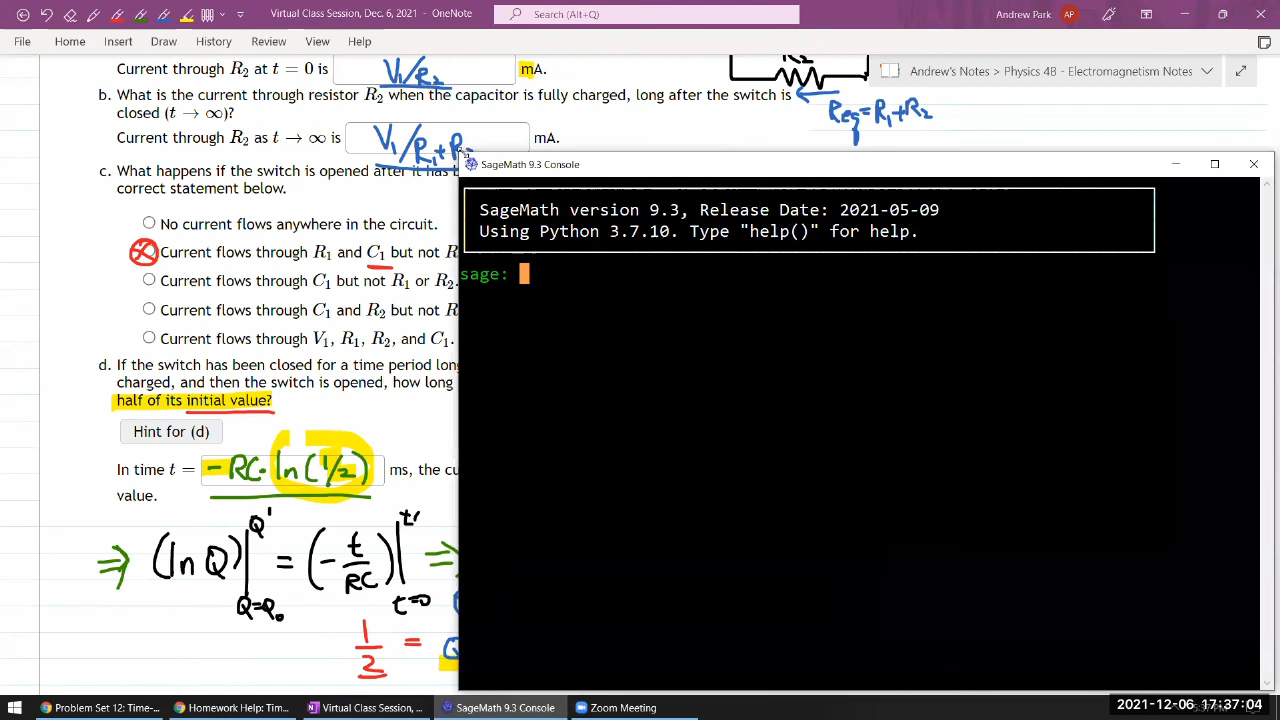 Virtual Class Session, Dec. 6, 2021 - OneNote
Search (Alt+Q)
Andrew Park
AP
File Home Insert Draw History Review View Help
Current through R2 at t = 0 is V1/R2 mA.
R2
Andrew's Notes > Physics 4B - Electromagnetism Notes
b. What is the current through resistor R2 when the capacitor is fully charged, long after the switch is
closed (t → ∞)?
Req = R1+R2
Current through R2 as t → ∞ is V1/R1+R2 mA.
c. What happens if the switch is opened after it has b
correct statement below.
No current flows anywhere in the circuit.
Current flows through R1 and C1 but not R
Current flows through C1 but not R1 or R2.
Current flows through C1 and R2 but not R
Current flows through V1, R1, R2, and C1.
d. If the switch has been closed for a time period long
charged, and then the switch is opened, how long
half of its initial value?
Hint for (d)
In time t = -RC·ln(1/2) ms, the cu
value.
⇒ (ln Q)|Q=Q0 Q' = (-t/RC)|t=0 t' ⇒
1/2 = Q
SageMath 9.3 Console
SageMath version 9.3, Release Date: 2021-05-09
Using Python 3.7.10. Type "help()" for help.
sage:
Problem Set 12: Time-... Homework Help: Tim... Virtual Class Session,... SageMath 9.3 Console Zoom Meeting
2021-12-06 17:37:04